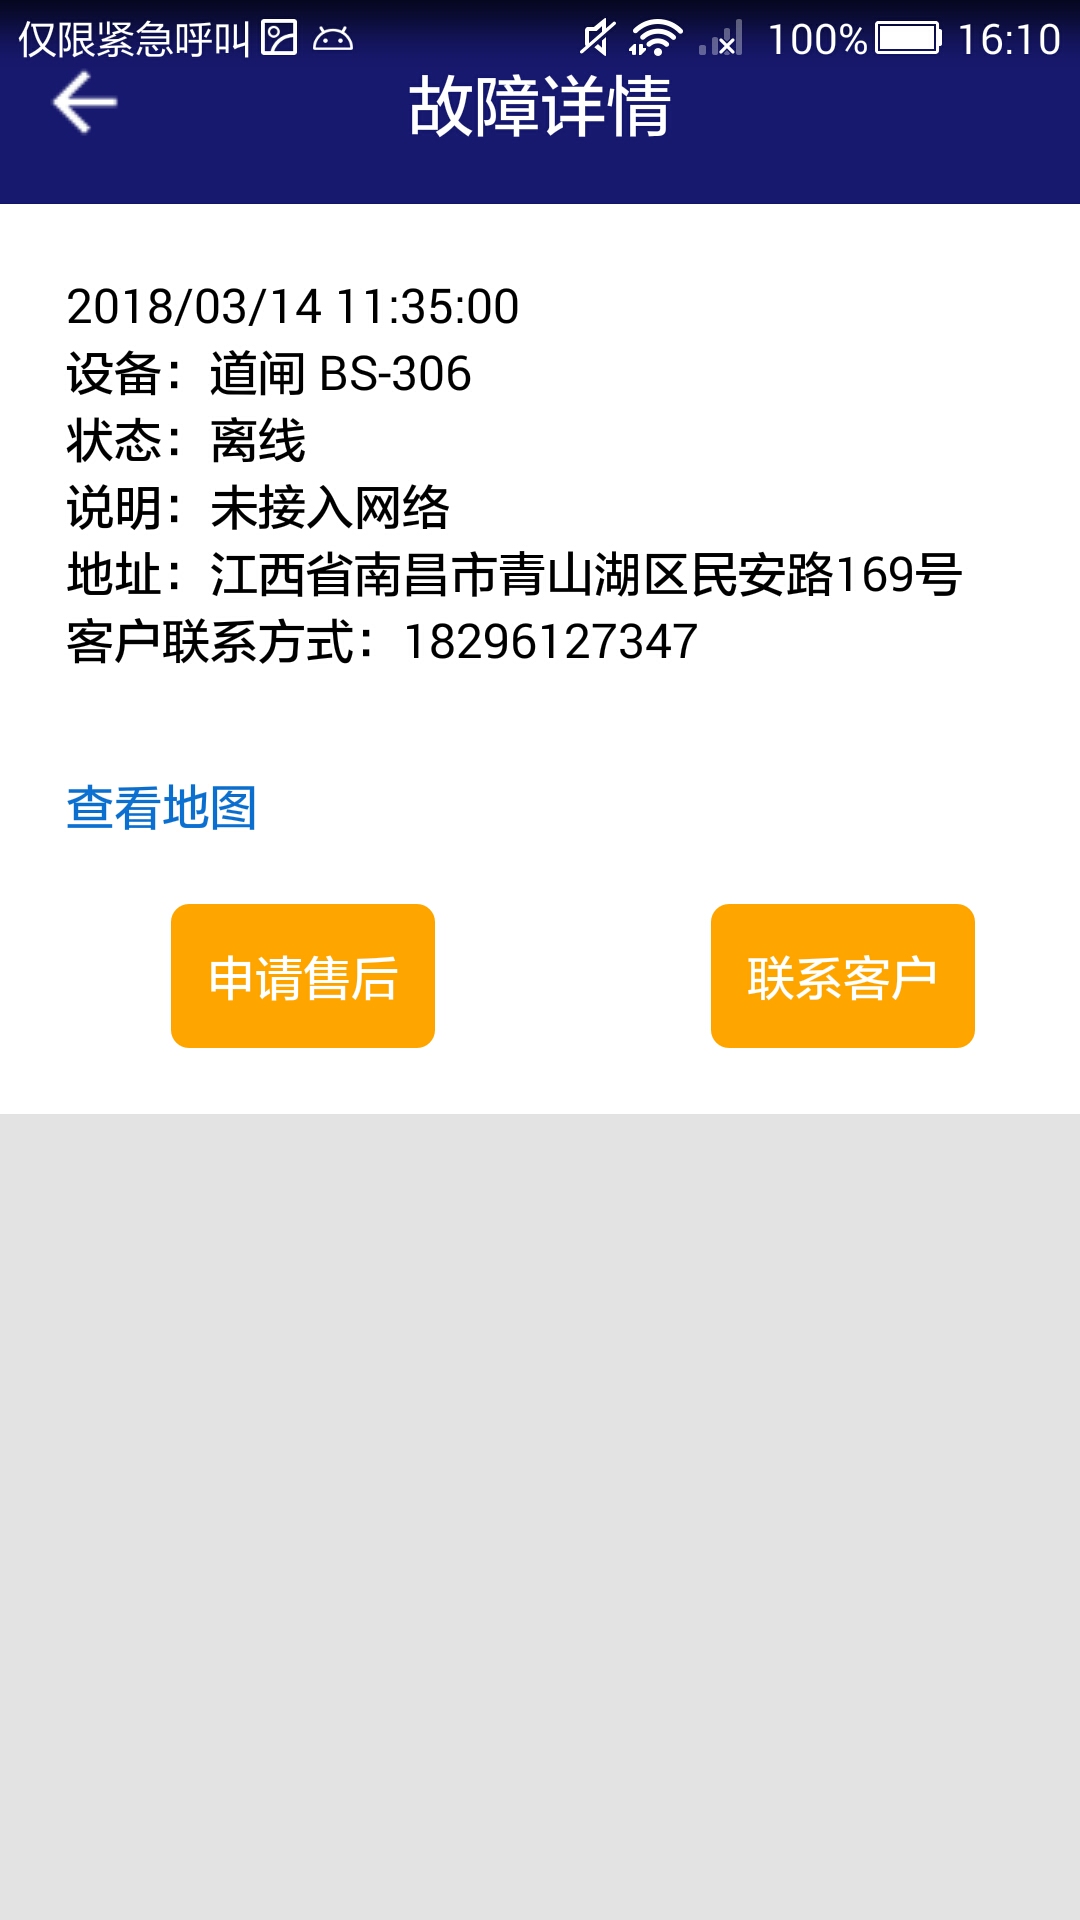 仅限紧急呼叫 100% 16:10
故障详情
2018/03/14 11:35:00
设备：道闸 BS-306
状态：离线
说明：未接入网络
地址：江西省南昌市青山湖区民安路169号
客户联系方式：18296127347
查看地图
申请售后 联系客户